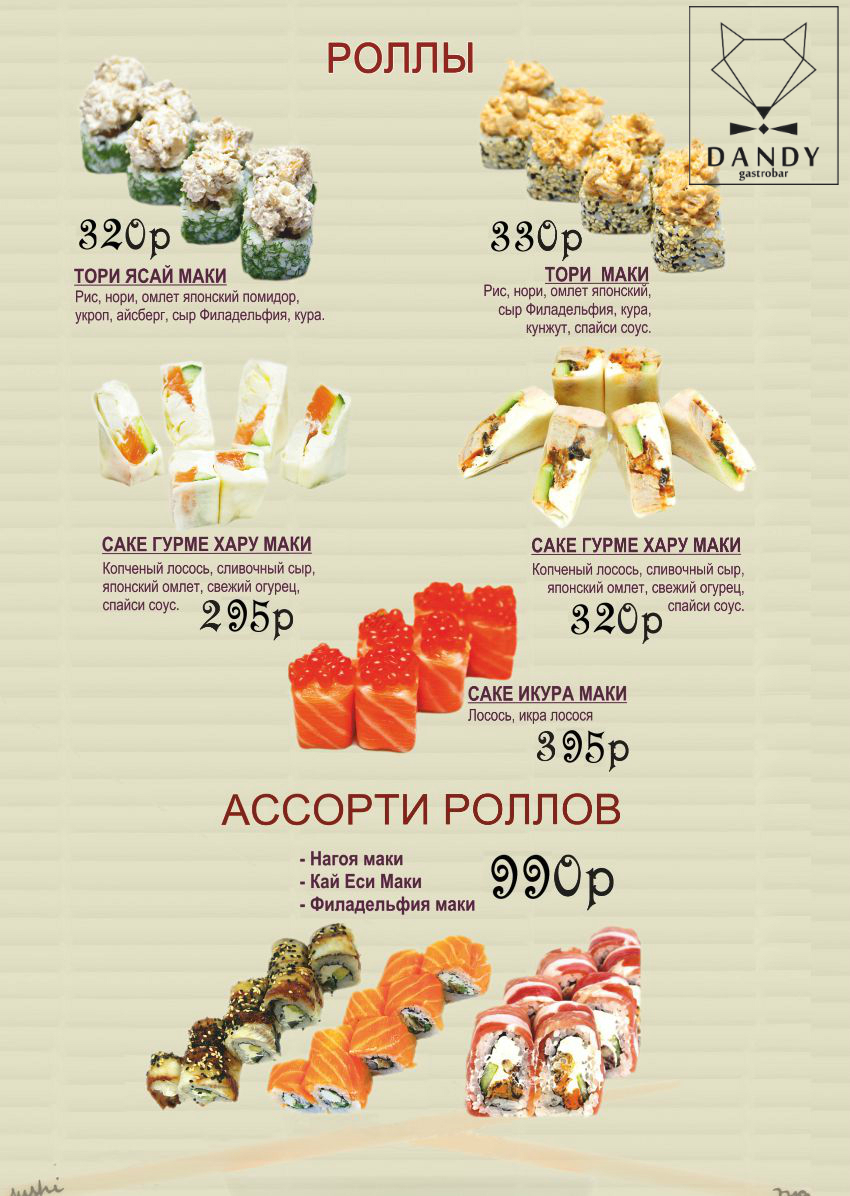 РОЛЛЫ
DANDY
gastrobar
320р
ТОРИ ЯСАЙ МАКИ
Рис, нори, омлет японский помидор,
укроп, айсберг, сыр Филадельфия, кура.
330р
ТОРИ МАКИ
Рис, нори, омлет японский,
сыр Филадельфия, кура,
кунжут, спайси соус.
САКЕ ГУРМЕ ХАРУ МАКИ
Копченый лосось, сливочный сыр,
японский омлет, свежий огурец,
спайси соус.
295р
САКЕ ГУРМЕ ХАРУ МАКИ
Копченый лосось, сливочный сыр,
японский омлет, свежий огурец,
спайси соус.
320р
САКЕ ИКУРА МАКИ
Лосось, икра лосося
395р
АССОРТИ РОЛЛОВ
- Нагоя маки
- Кай Еси Маки
- Филадельфия маки
990р
sushi